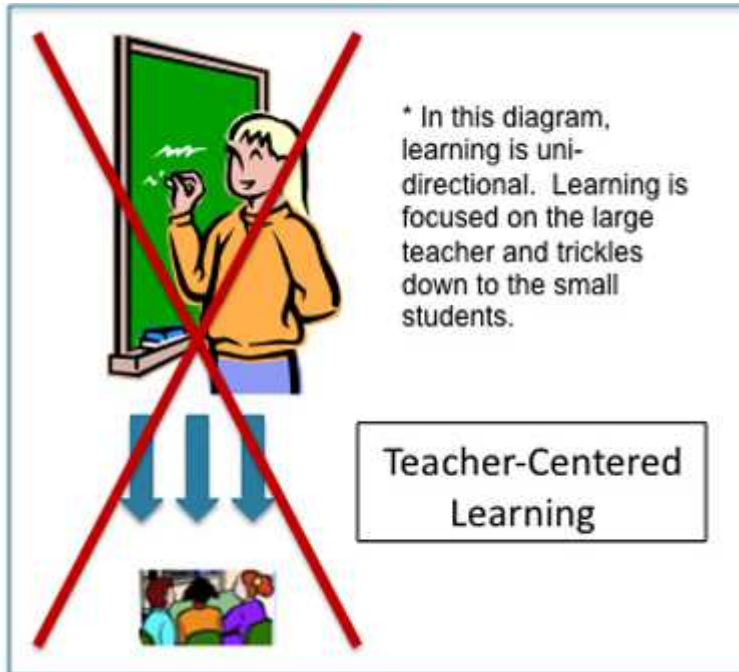 * In this diagram,
learning is uni-
directional.  Learning is
focused on the large
teacher and trickles
down to the small
students.
Teacher-Centered
Learning